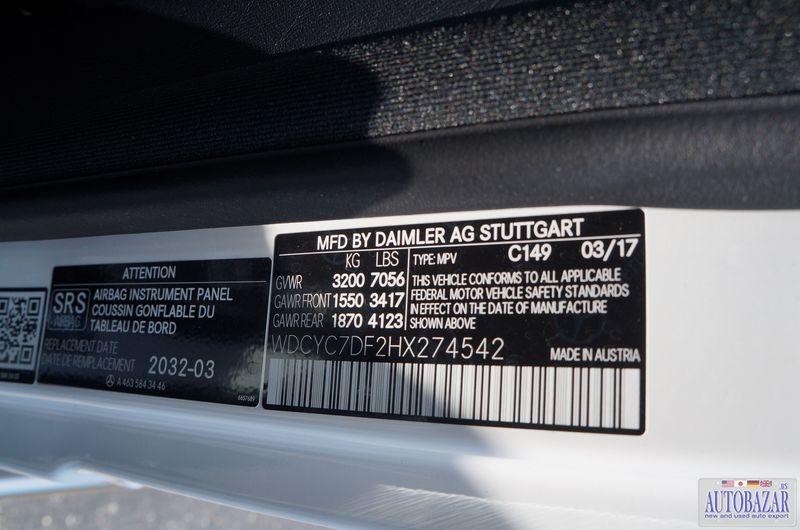 ATTENTION
SRS
AIRBAG
AIRBAG INSTRUMENT PANEL
COUSSIN GONFLABLE DU
TABLEAU DE BORD
REPLACEMENT DATE
DATE DE REMPLACEMENT
2032-03
A 463 584 34 46
MFD BY DAIMLER AG STUTTGART
KG LBS
GVWR 3200 7056
GAWR FRONT 1550 3417
GAWR REAR 1870 4123
TYPE: MPV C149 03/17
THIS VEHICLE CONFORMS TO ALL APPLICABLE
FEDERAL MOTOR VEHICLE SAFETY STANDARDS
IN EFFECT ON THE DATE OF MANUFACTURE
SHOWN ABOVE
WDCYC7DF2HX274542
MADE IN AUSTRIA
AUTOBAZAR.US
new and used auto export